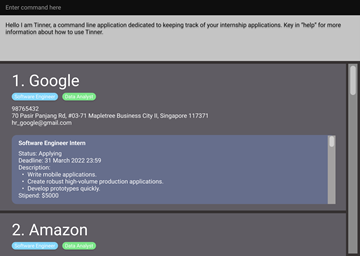 Enter command here
Hello I am Tinner, a command line application dedicated to keeping track of your internship applications. Key in "help" for more
information about how to use Tinner.
1. Google
Software Engineer Data Analyst
98765432
70 Pasir Panjang Rd, #03-71 Mapletree Business City II, Singapore 117371
hr_google@gmail.com
Software Engineer Intern
Status: Applying
Deadline: 31 March 2022 23:59
Description:
• Write mobile applications.
• Create robust high-volume production applications.
• Develop prototypes quickly.
Stipend: $5000
2. Amazon
Software Engineer Data Analyst